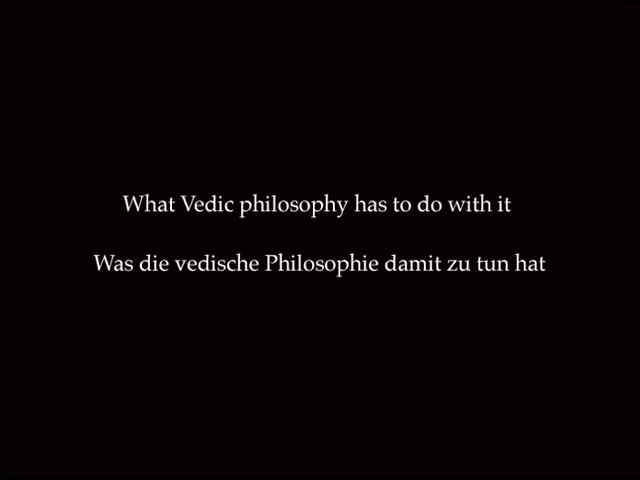 What Vedic philosophy has to do with it
Was die vedische Philosophie damit zu tun hat